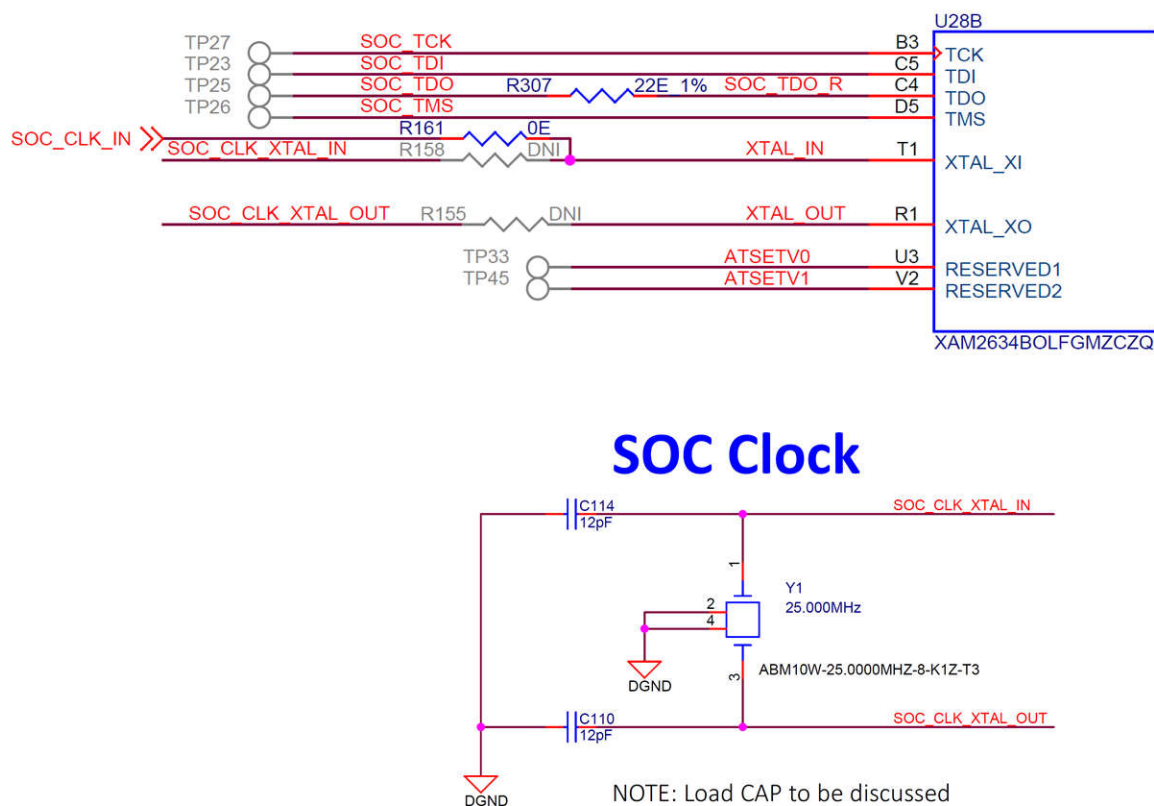 U28B
TP27 SOC_TCK B3 TCK
TP23 SOC_TDI C5 TDI
TP25 SOC_TDO R307 22E 1% SOC_TDO_R C4 TDO
TP26 SOC_TMS D5 TMS
SOC_CLK_IN R161 0E
SOC_CLK_XTAL_IN R158 DNI XTAL_IN T1 XTAL_XI
SOC_CLK_XTAL_OUT R155 DNI XTAL_OUT R1 XTAL_XO
TP33 ATSETV0 U3 RESERVED1
TP45 ATSETV1 V2 RESERVED2
XAM2634BOLFGMZCZQ
SOC Clock
C114 SOC_CLK_XTAL_IN
12pF
1
Y1
2 25.000MHz
4
3 ABM10W-25.0000MHZ-8-K1Z-T3
DGND
C110 SOC_CLK_XTAL_OUT
12pF
DGND
NOTE: Load CAP to be discussed